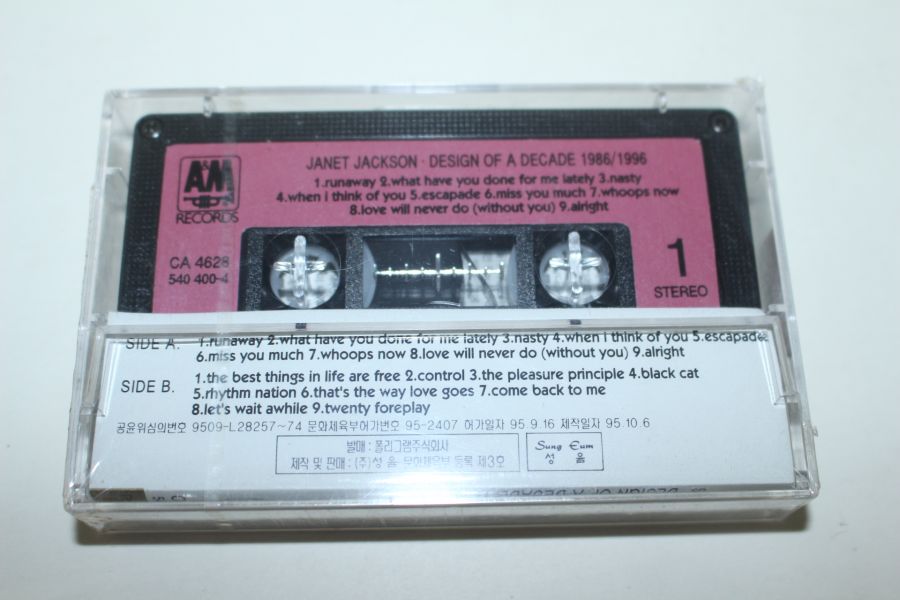 A&M
RECORDS
JANET JACKSON · DESIGN OF A DECADE 1986/1996
1.runaway 2.what have you done for me lately 3.nasty
4.when i think of you 5.escapade 6.miss you much 7.whoops now
8.love will never do (without you) 9.alright
CA 4628
540 400-4
1
STEREO
SIDE A. 1.runaway 2.what have you done for me lately 3.nasty 4.when i think of you 5.escapade
6.miss you much 7.whoops now 8.love will never do (without you) 9.alright
SIDE B. 1.the best things in life are free 2.control 3.the pleasure principle 4.black cat
5.rhythm nation 6.that's the way love goes 7.come back to me
8.let's wait awhile 9.twenty foreplay
공윤위심의번호 9509-L28257~74 문화체육부허가번호 95-2407 허가일자 95.9.16 제작일자 95.10.6
발매 : 폴리그램주식회사
제작 및 판매 : (주)성 음 문화체육부 등록 제3호
Sung Eum
성 음
DESIGN OF A DECADE